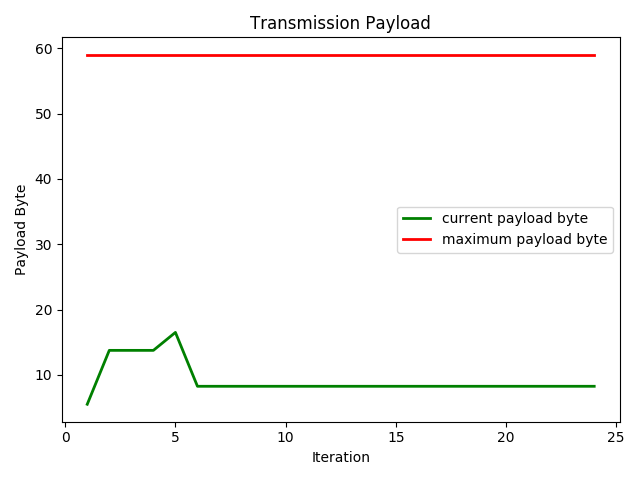 Transmission Payload
60
50
40
30
20
10
Payload Byte
current payload byte
maximum payload byte
0 5 10 15 20 25
Iteration